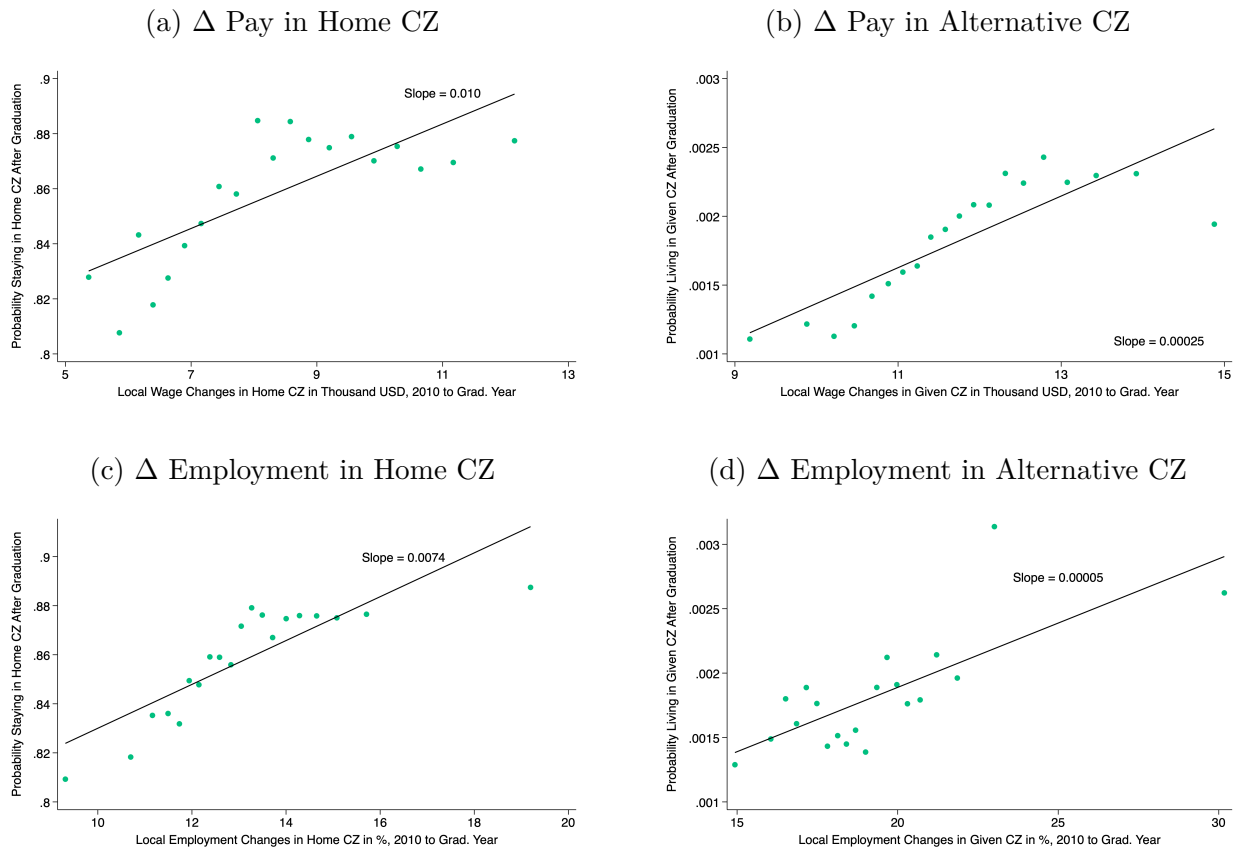 (a) Δ Pay in Home CZ
Probability Staying in Home CZ After Graduation
.9
.88
.86
.84
.82
.8
Slope = 0.010
5 7 9 11 13
Local Wage Changes in Home CZ in Thousand USD, 2010 to Grad. Year
(b) Δ Pay in Alternative CZ
Probability Living in Given CZ After Graduation
.003
.0025
.002
.0015
.001
Slope = 0.00025
9 11 13 15
Local Wage Changes in Given CZ in Thousand USD, 2010 to Grad. Year
(c) Δ Employment in Home CZ
Probability Staying in Home CZ After Graduation
.9
.88
.86
.84
.82
.8
Slope = 0.0074
10 12 14 16 18 20
Local Employment Changes in Home CZ in %, 2010 to Grad. Year
(d) Δ Employment in Alternative CZ
Probability Living in Given CZ After Graduation
.003
.0025
.002
.0015
.001
Slope = 0.00005
15 20 25 30
Local Employment Changes in Given CZ in %, 2010 to Grad. Year